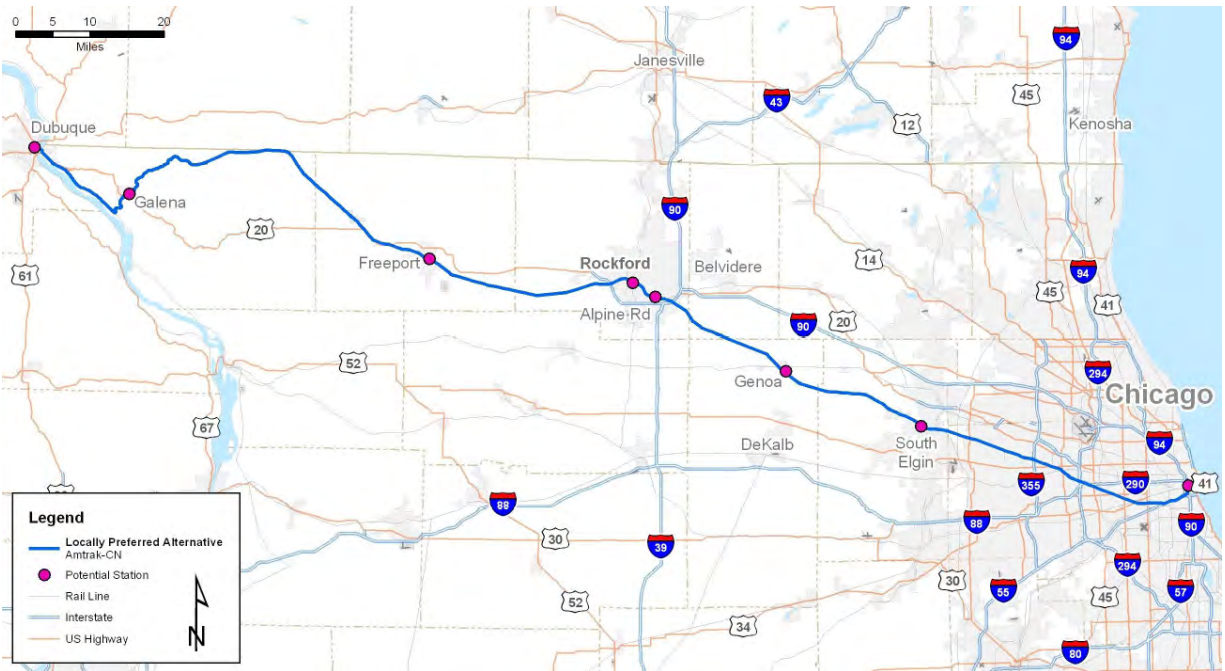 0 5 10 20
Miles
94
Janesville
45
43
12
Kenosha
Dubuque
Galena
90
20
14
61
Freeport
Rockford
Belvidere
94
45
41
Alpine Rd
90
20
52
294
Genoa
Chicago
67
DeKalb
South
Elgin
94
355
290
41
88
88
90
30
39
294
30
55
45
57
52
34
80
Legend
Locally Preferred Alternative
Amtrak-CN
Potential Station
Rail Line
Interstate
US Highway
N